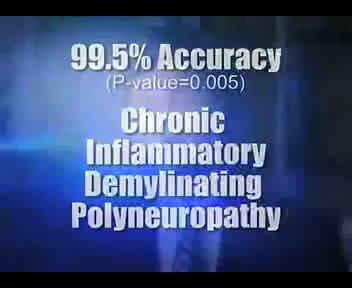 99.5% Accuracy
(P-value=0.005)
Chronic
Inflammatory
Demylinating
Polyneuropathy